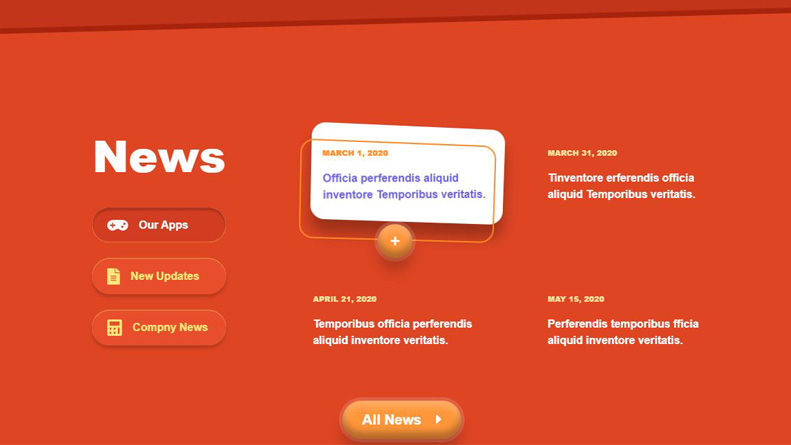 News
Our Apps
New Updates
Compny News
MARCH 1, 2020
Officia perferendis aliquid
inventore Temporibus veritatis.
+
MARCH 31, 2020
Tinventore erferendis officia
aliquid Temporibus veritatis.
APRIL 21, 2020
Temporibus officia perferendis
aliquid inventore veritatis.
MAY 15, 2020
Perferendis temporibus fficia
aliquid inventore veritatis.
All News